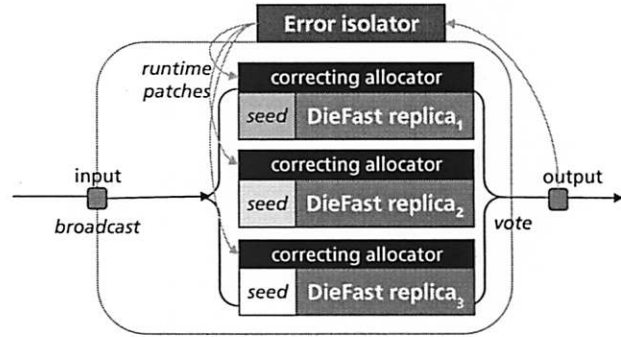 Error isolator
runtime
patches
correcting allocator
seed DieFast replica₁
correcting allocator
seed DieFast replica₂
correcting allocator
seed DieFast replica₃
input
broadcast
vote
output